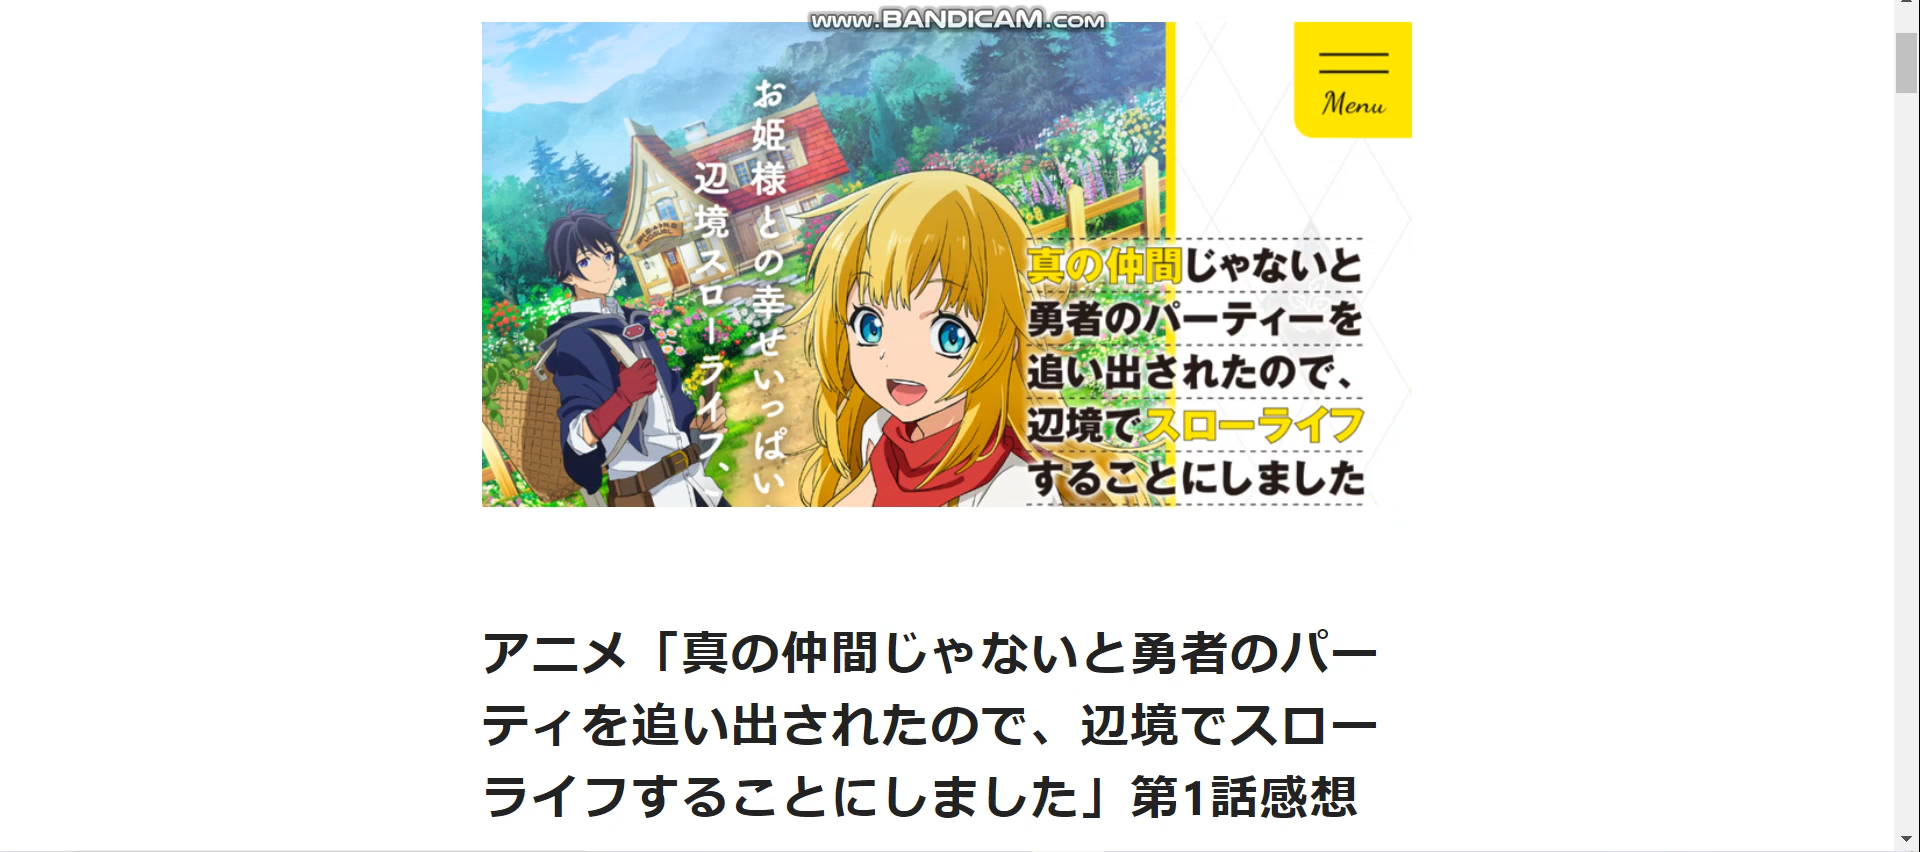 www.BANDICAM.com
Menu
お姫様との幸せいっぱい
辺境スローライフ、
真の仲間じゃないと
勇者のパーティーを
追い出されたので、
辺境でスローライフ
することにしました
アニメ「真の仲間じゃないと勇者のパー
ティを追い出されたので、辺境でスロー
ライフすることにしました」第1話感想